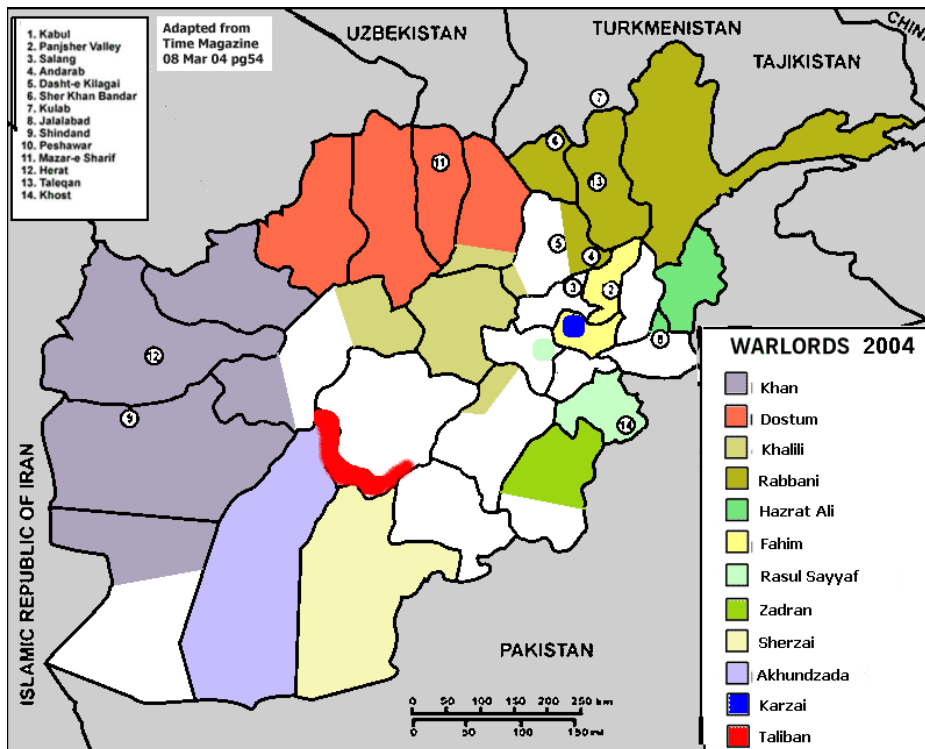 1. Kabul
2. Panjsher Valley
3. Salang
4. Andarab
5. Dasht-e Kilagai
6. Sher Khan Bandar
7. Kulab
8. Jalalabad
9. Shindand
10. Peshawar
11. Mazar-e Sharif
12. Herat
13. Taleqan
14. Khost
Adapted from
Time Magazine
08 Mar 04 pg54
UZBEKISTAN
TURKMENISTAN
TAJIKISTAN
CHINA
7
6
11
13
5
4
3
2
8
12
9
14
ISLAMIC REPUBLIC OF IRAN
PAKISTAN
0 50 100 150 200 250 km
0 50 100 150 mi
WARLORDS 2004
Khan
Dostum
Khalili
Rabbani
Hazrat Ali
Fahim
Rasul Sayyaf
Zadran
Sherzai
Akhundzada
Karzai
Taliban